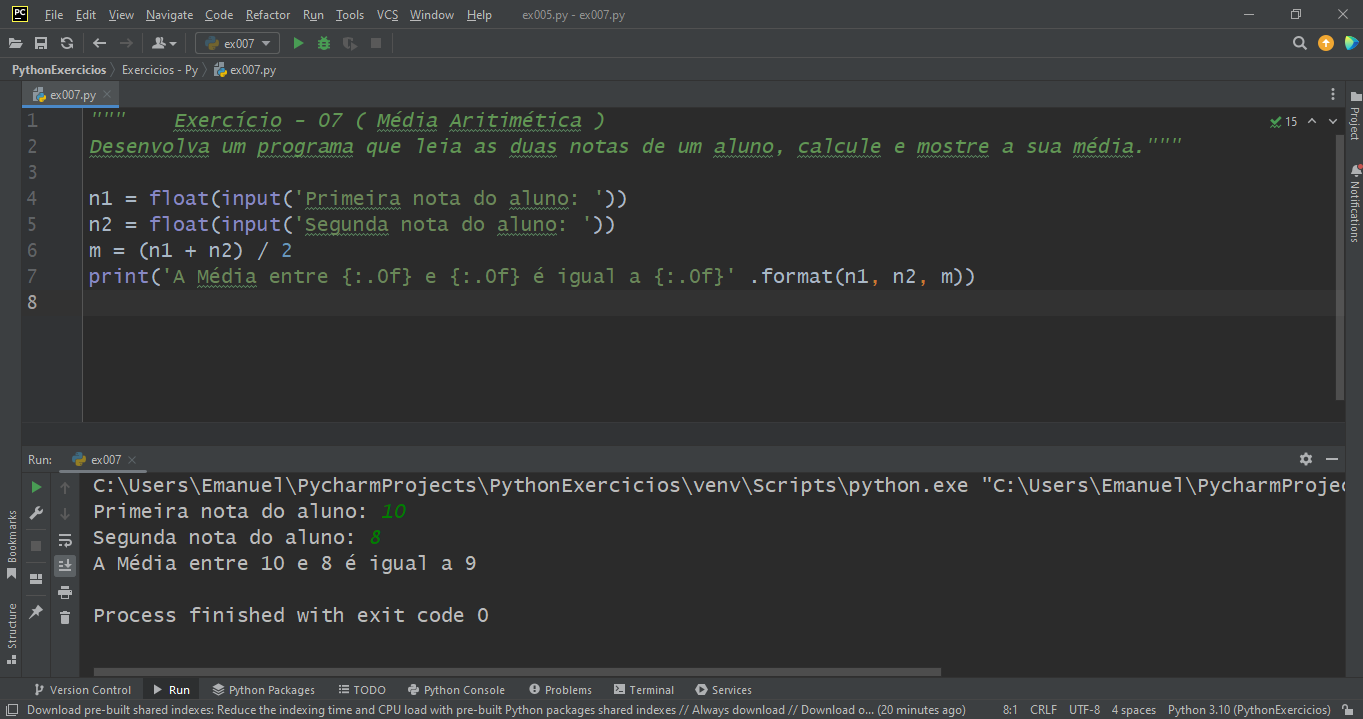 PC File Edit View Navigate Code Refactor Run Tools VCS Window Help ex005.py - ex007.py
ex007
PythonExercicios Exercicios - Py ex007.py
ex007.py
1 """    Exercício - 07 ( Média Aritimética ) 15
2 Desenvolva um programa que leia as duas notas de um aluno, calcule e mostre a sua média."""
3
4 n1 = float(input('Primeira nota do aluno: '))
5 n2 = float(input('Segunda nota do aluno: '))
6 m = (n1 + n2) / 2
7 print('A Média entre {:.0f} e {:.0f} é igual a {:.0f}' .format(n1, n2, m))
8
Project
Notifications
Run: ex007
C:\Users\Emanuel\PycharmProjects\PythonExercicios\venv\Scripts\python.exe "C:\Users\Emanuel\PycharmProjec
Primeira nota do aluno: 10
Segunda nota do aluno: 8
A Média entre 10 e 8 é igual a 9
Process finished with exit code 0
Bookmarks
Structure
Version Control Run Python Packages TODO Python Console Problems Terminal Services
Download pre-built shared indexes: Reduce the indexing time and CPU load with pre-built Python packages shared indexes // Always download // Download o... (20 minutes ago) 8:1 CRLF UTF-8 4 spaces Python 3.10 (PythonExercicios)